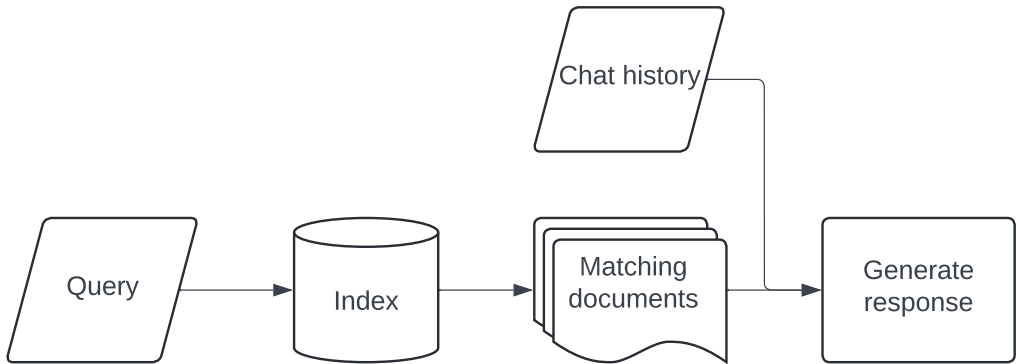 Chat history
Query
Index
Matching
documents
Generate
response